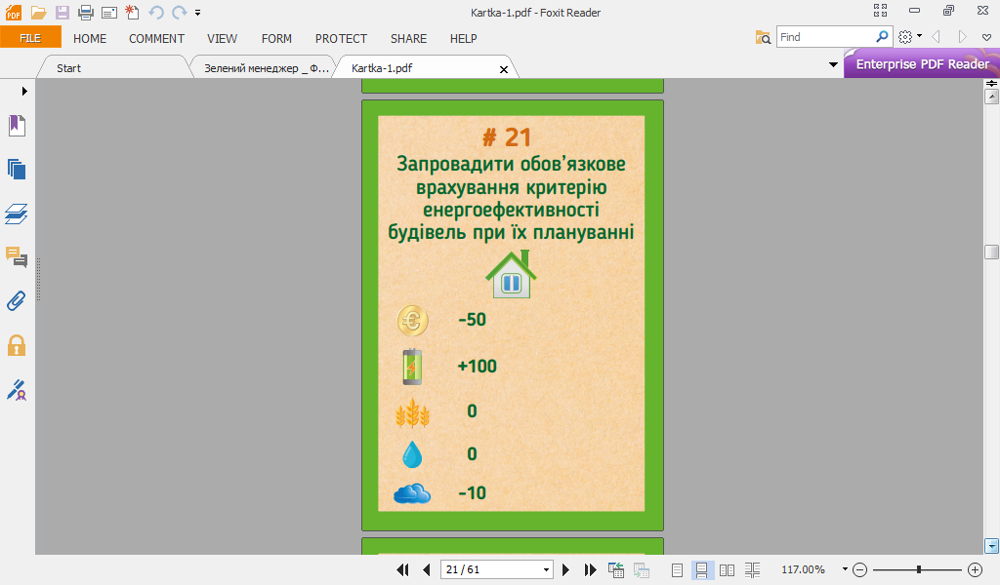 PDF
Kartka-1.pdf - Foxit Reader
FILE HOME COMMENT VIEW FORM PROTECT SHARE HELP
Find
Start
Зелений менеджер _ Ф...
Kartka-1.pdf
Enterprise PDF Reader
# 21
Запровадити обов’язкове
врахування критерію
енергоефективності
будівель при їх плануванні
€ -50
+100
0
0
-10
21 / 61
117.00%